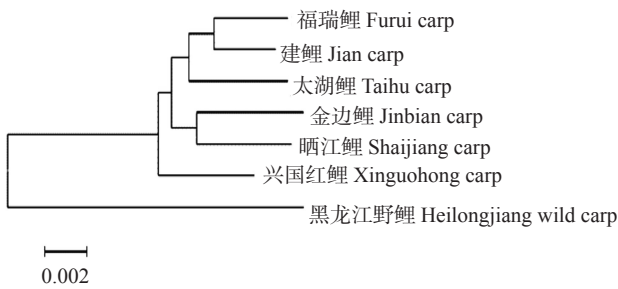 福瑞鲤 Furui carp
建鲤 Jian carp
太湖鲤 Taihu carp
金边鲤 Jinbian carp
晒江鲤 Shaijiang carp
兴国红鲤 Xinguohong carp
黑龙江野鲤 Heilongjiang wild carp
0.002